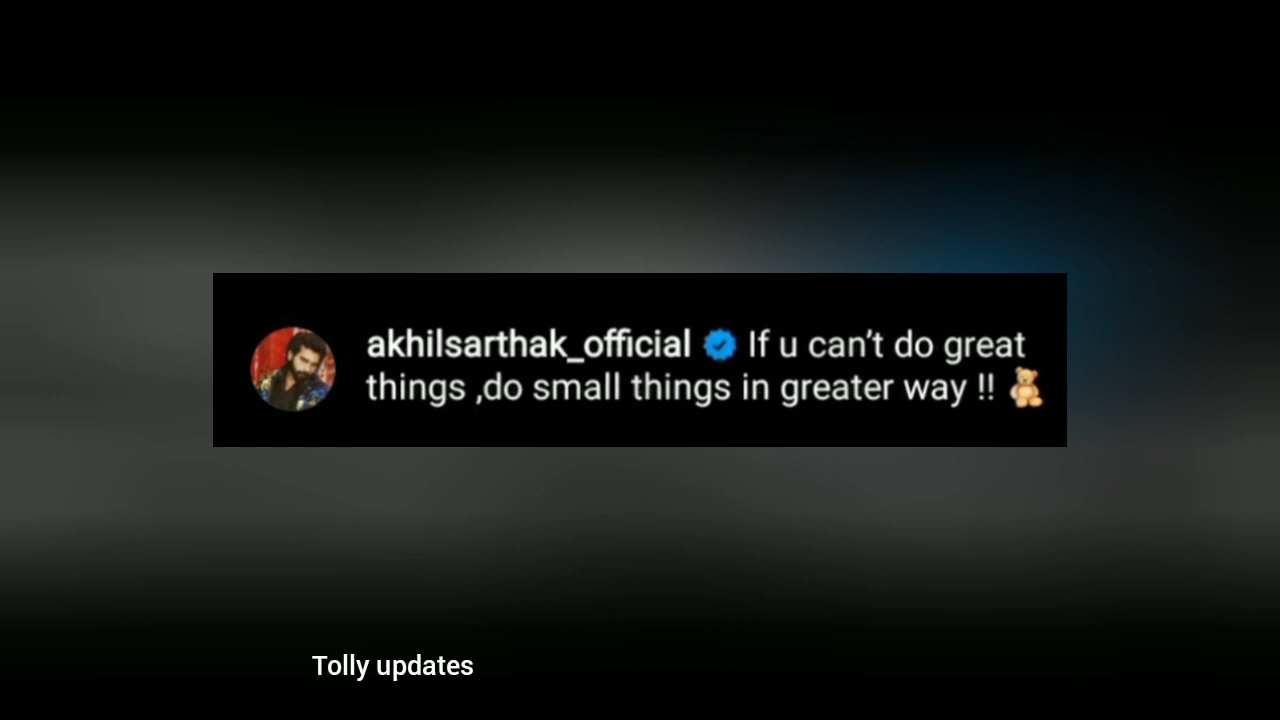 akhilsarthak_official If u can't do great
things ,do small things in greater way !! 🧸
Tolly updates